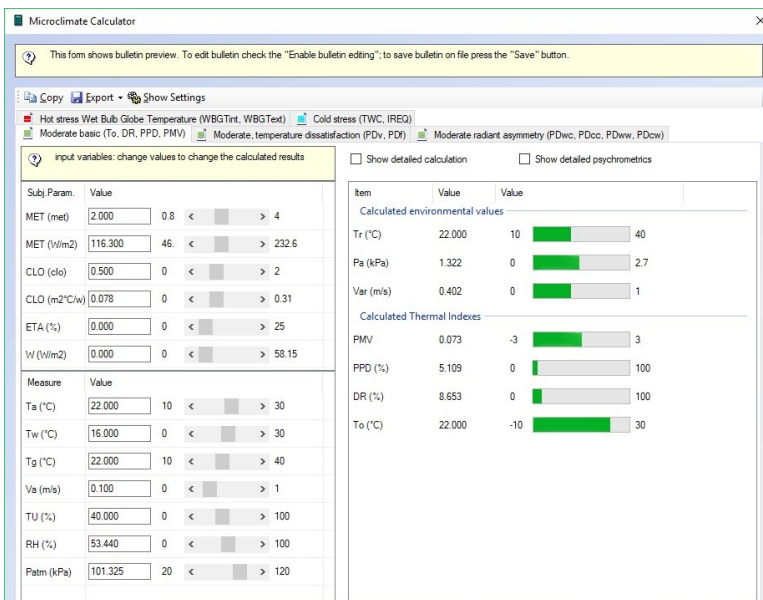 Microclimate Calculator
This form shows bulletin preview. To edit bulletin check the "Enable bulletin editing"; to save bulletin on file press the "Save" button.
Copy Export Show Settings
Hot stress Wet Bulb Globe Temperature (WBGTint, WBGText) Cold stress (TWC, IREQ)
Moderate basic (To, DR, PPD, PMV) Moderate, temperature dissatisfaction (PDv, PDf) Moderate radiant asymmetry (PDwc, PDcc, PDww, PDcw)
input variables: change values to change the calculated results
Show detailed calculation Show detailed psychrometrics
Subj.Param. Value
MET (met) 2.000 0.8 < > 4
MET (W/m2) 116.300 46. < > 232.6
CLO (clo) 0.500 0 < > 2
CLO (m2°C/w) 0.078 0 < > 0.31
ETA (%) 0.000 0 < > 25
W (W/m2) 0.000 0 < > 58.15
Measure Value
Ta (°C) 22.000 10 < > 30
Tw (°C) 16.000 0 < > 30
Tg (°C) 22.000 10 < > 40
Va (m/s) 0.100 0 < > 1
TU (%) 40.000 0 < > 100
RH (%) 53.440 0 < > 100
Patm (kPa) 101.325 20 < > 120
Item Value Value
Calculated environmental values
Tr (°C) 22.000 10 40
Pa (kPa) 1.322 0 2.7
Var (m/s) 0.402 0 1
Calculated Thermal Indexes
PMV 0.073 -3 3
PPD (%) 5.109 0 100
DR (%) 8.653 0 100
To (°C) 22.000 -10 30